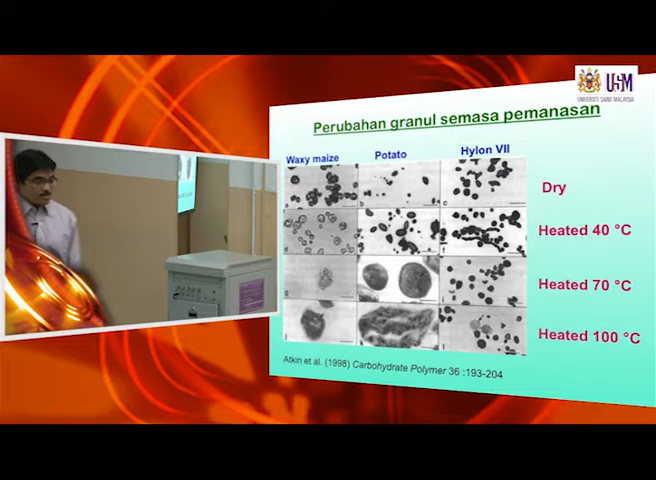 USM
UNIVERSITI SAINS MALAYSIA
Perubahan granul semasa pemanasan
Waxy maize Potato Hylon VII
Dry
Heated 40 °C
Heated 70 °C
Heated 100 °C
Atkin et al. (1998) Carbohydrate Polymer 36 :193-204